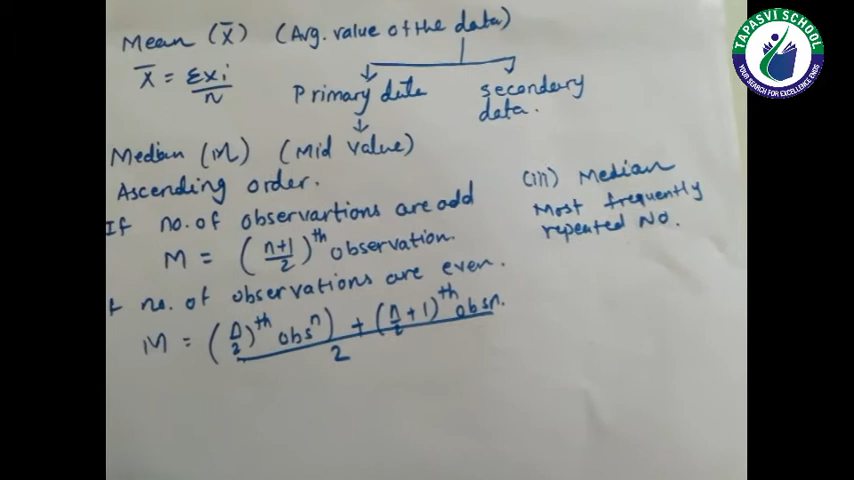 Mean (x̄) (Avg. value of the data)
x̄ = Σxi / n
Primary data
secondary
data.
Median (M) (Mid value)
Ascending order.
If no. of observartions are add
M = (n+1 / 2)th observation.
f no. of observations are even.
M = (n/2)th obsn) + (n/2 + 1)th obsn. / 2
(iii) Median
Most frequently
repeated No.
TAPASVI SCHOOL
YOUR SEARCH FOR EXCELLENCE ENDS